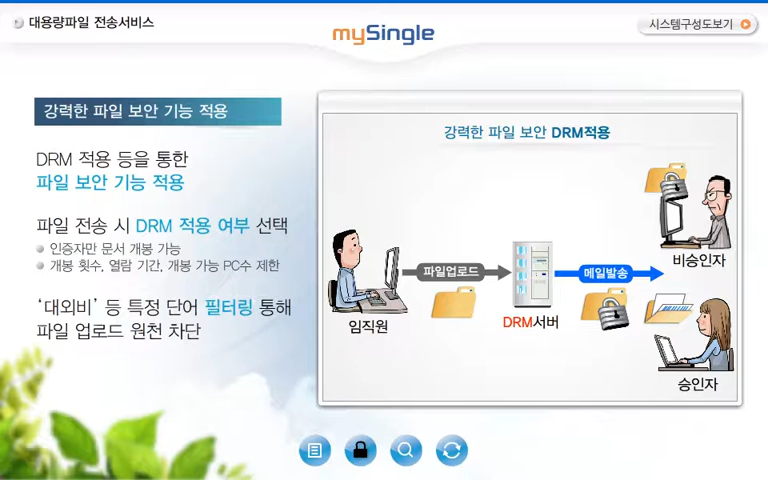 대용량파일 전송서비스
mySingle
시스템구성도보기
강력한 파일 보안 기능 적용
DRM 적용 등을 통한
파일 보안 기능 적용
파일 전송 시 DRM 적용 여부 선택
인증자만 문서 개봉 가능
개봉 횟수, 열람 기간, 개봉 가능 PC수 제한
‘대외비’ 등 특정 단어 필터링 통해
파일 업로드 원천 차단
강력한 파일 보안 DRM적용
임직원
파일업로드
DRM서버
메일발송
비승인자
승인자